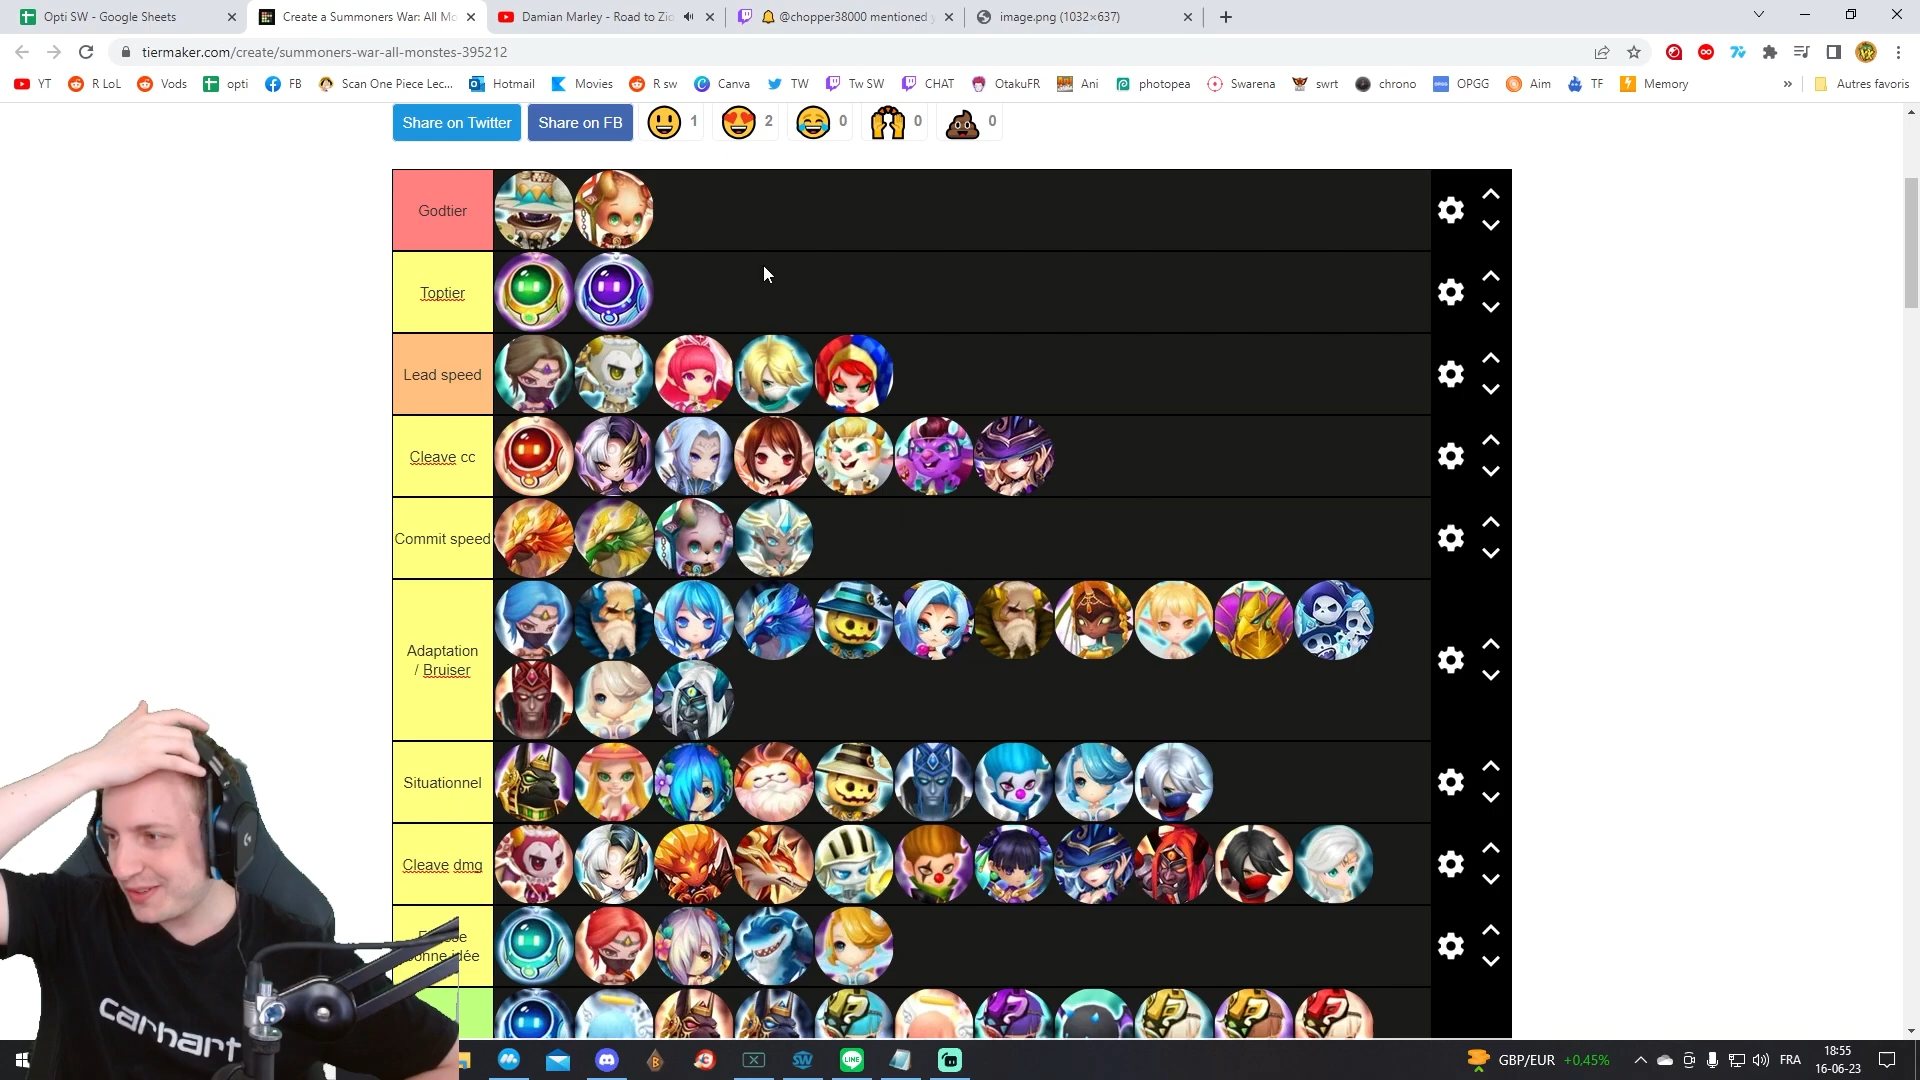 Opti SW - Google Sheets
Create a Summoners War: All Mo
Damian Marley - Road to Zio
@chopper38000 mentioned y
image.png (1032×637)
tiermaker.com/create/summoners-war-all-monstes-395212
YT
R LoL
Vods
opti
FB
Scan One Piece Lec...
Hotmail
Movies
R sw
Canva
TW
Tw SW
CHAT
OtakuFR
Ani
photopea
Swarena
swrt
chrono
OPGG
Aim
TF
Memory
»
Autres favoris
Share on Twitter
Share on FB
1
2
0
0
0
Godtier
Toptier
Lead speed
Cleave cc
Commit speed
Adaptation
/ Bruiser
Situationnel
Cleave dmg
idée
carhart
GBP/EUR
+0,45%
FRA
18:55
16-06-23